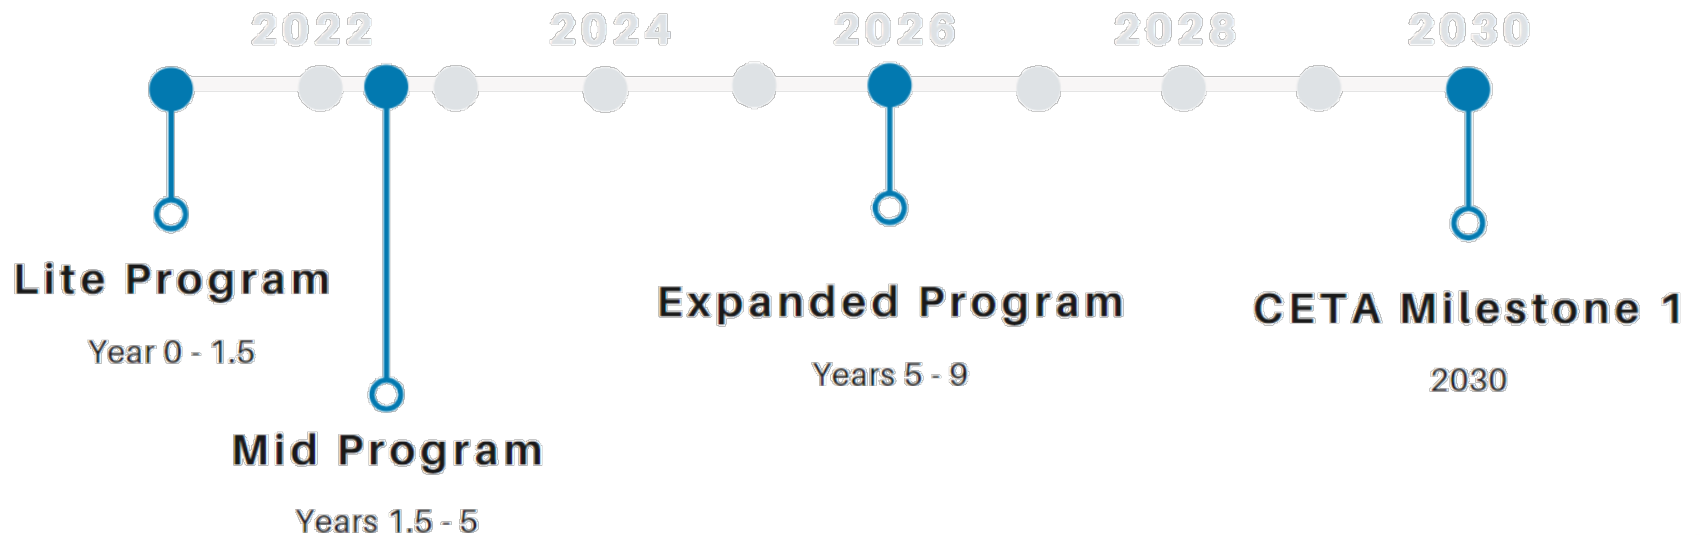 2022 2024 2026 2028 2030
Lite Program
Year 0 - 1.5
Mid Program
Years 1.5 - 5
Expanded Program
Years 5 - 9
CETA Milestone 1
2030